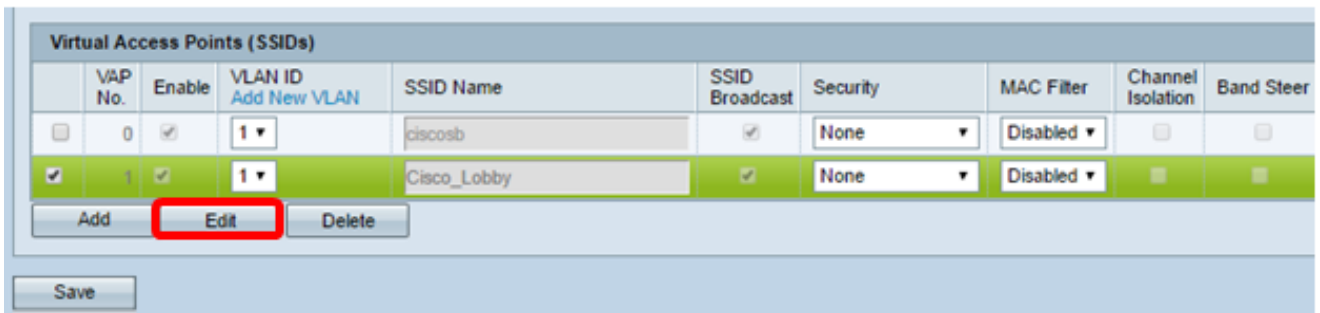 Virtual Access Points (SSIDs)
VAP No. Enable VLAN ID Add New VLAN SSID Name SSID Broadcast Security MAC Filter Channel Isolation Band Steer
0 1 ciscosb None Disabled
1 1 Cisco_Lobby None Disabled
Add Edit Delete
Save